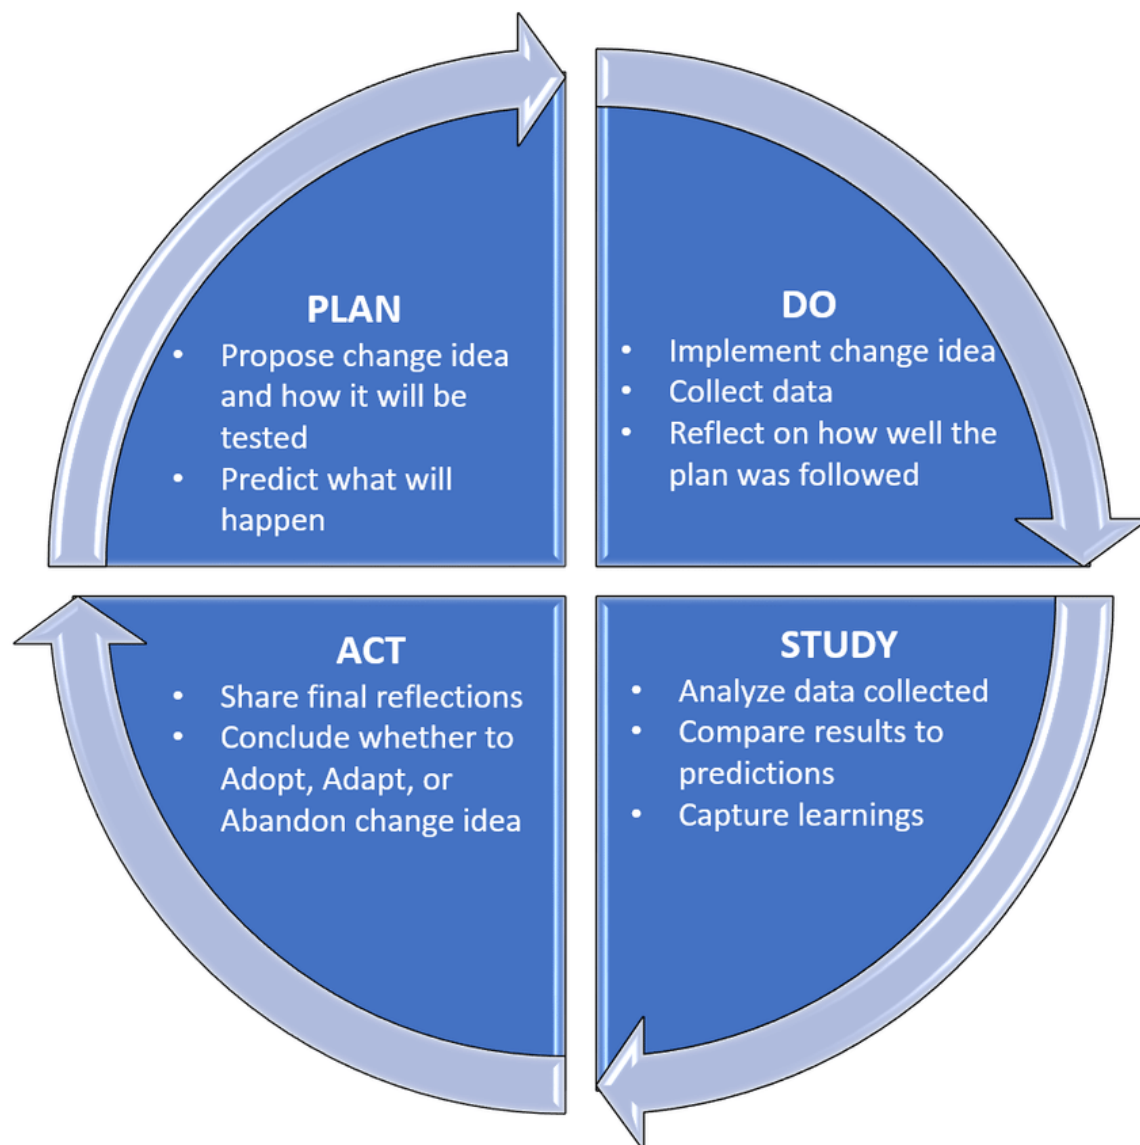 PLAN
• Propose change idea
and how it will be
tested
• Predict what will
happen
DO
• Implement change idea
• Collect data
• Reflect on how well the
plan was followed
STUDY
• Analyze data collected
• Compare results to
predictions
• Capture learnings
ACT
• Share final reflections
• Conclude whether to
Adopt, Adapt, or
Abandon change idea